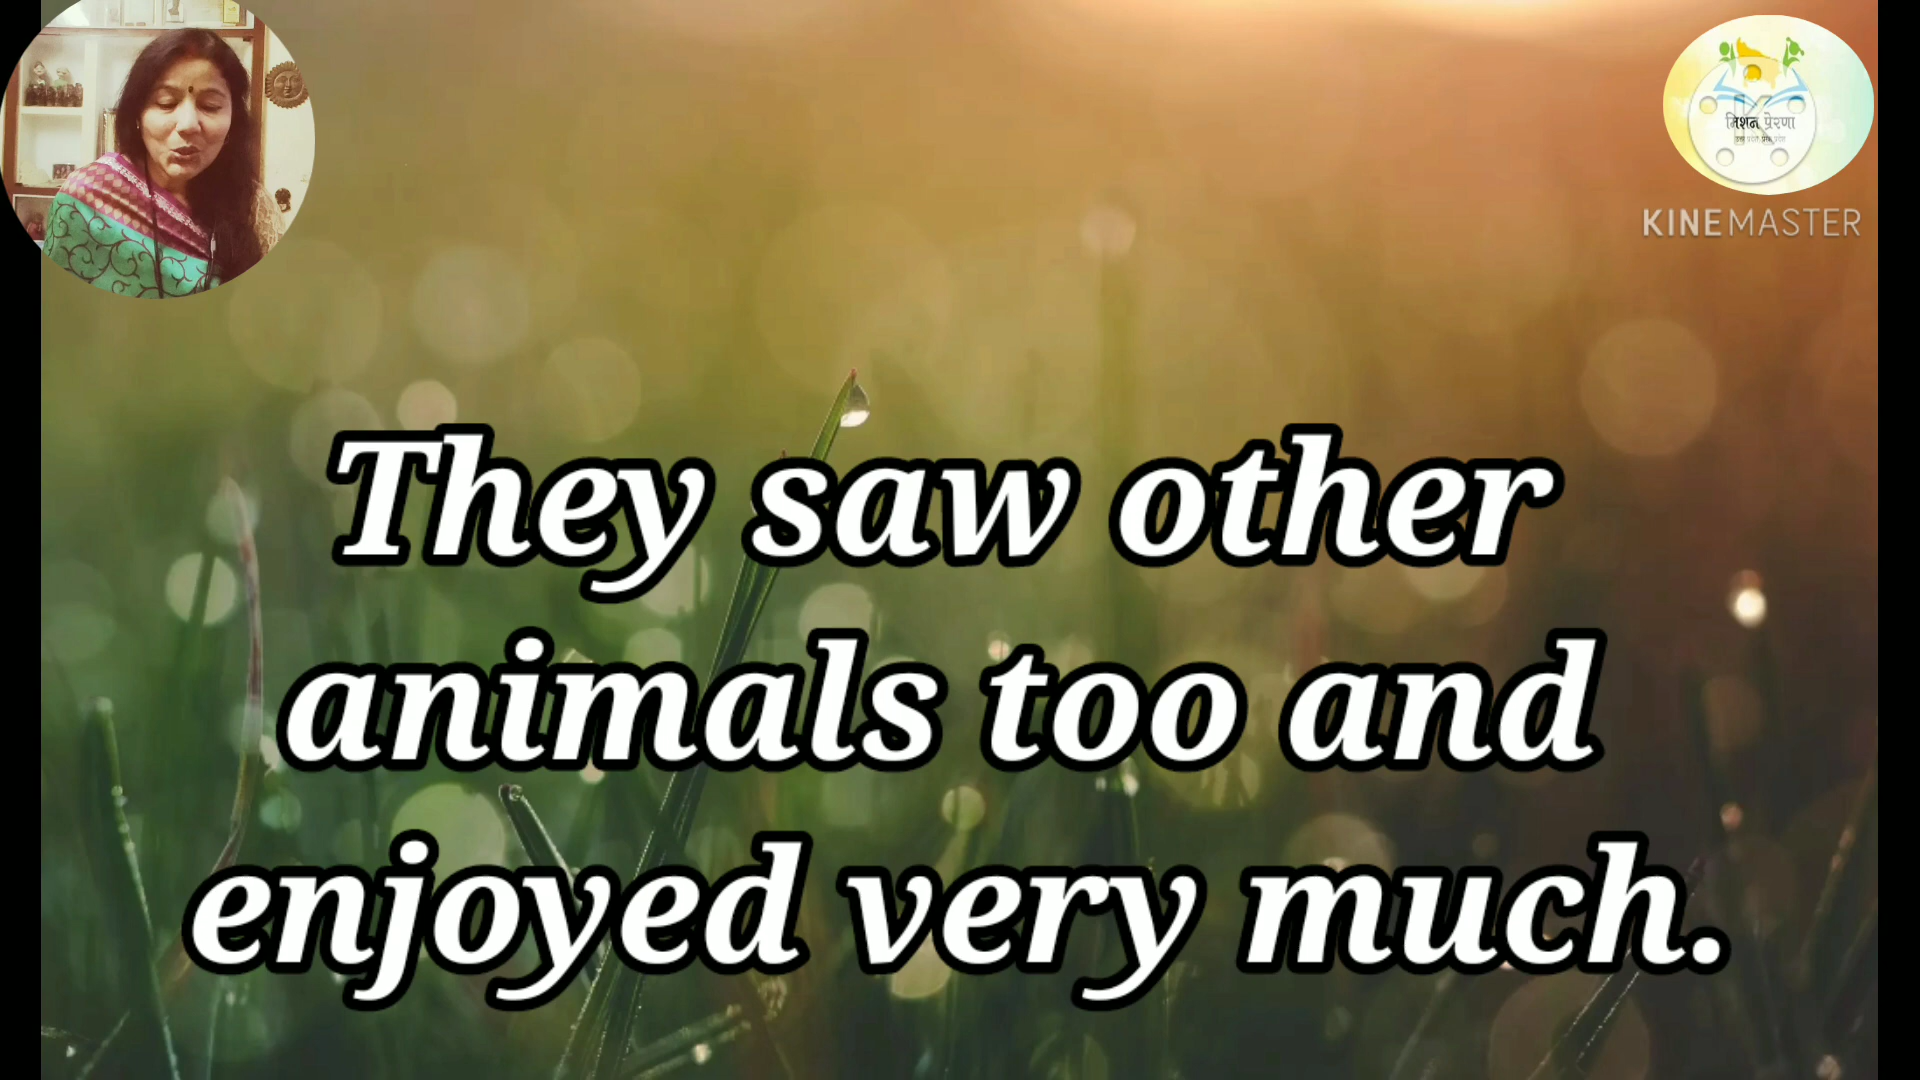 मिशन प्रेरणा
KINEMASTER
They saw other
animals too and
enjoyed very much.